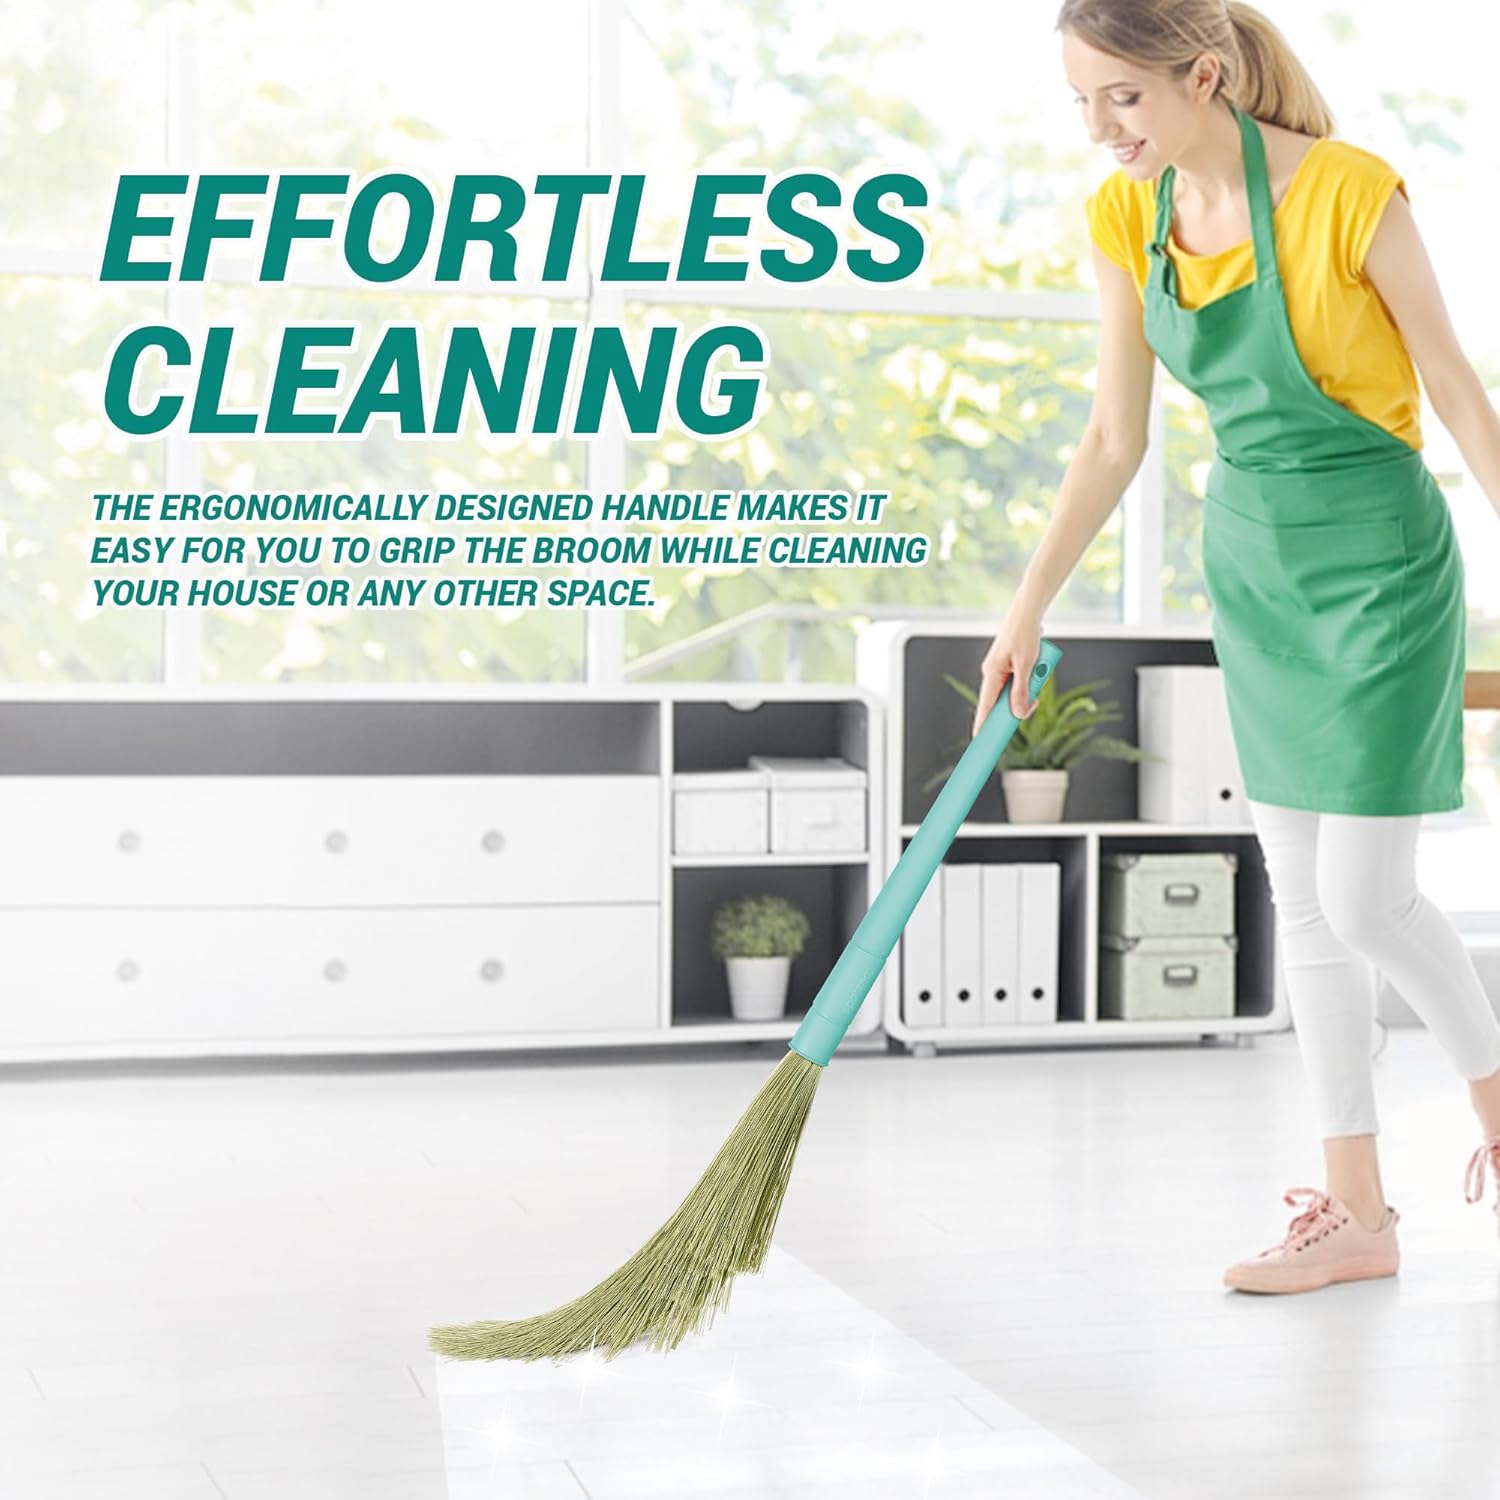 EFFORTLESS
CLEANING
THE ERGONOMICALLY DESIGNED HANDLE MAKES IT
EASY FOR YOU TO GRIP THE BROOM WHILE CLEANING
YOUR HOUSE OR ANY OTHER SPACE.